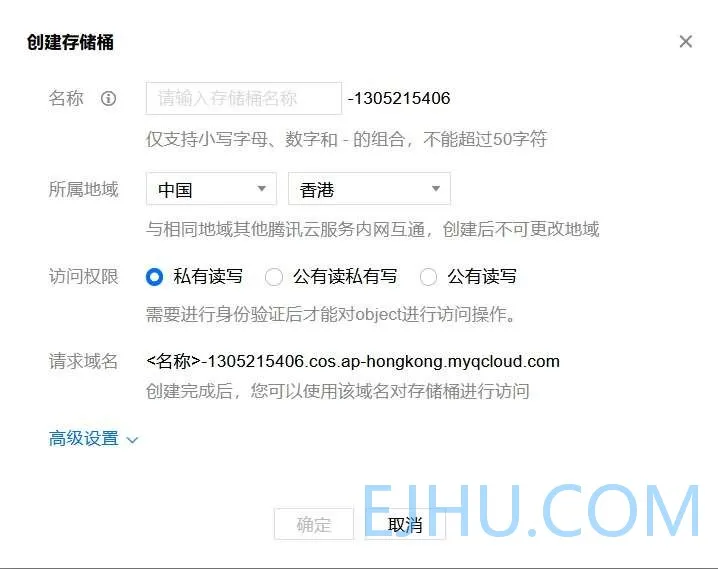 创建存储桶
名称 请输入存储桶名称 -1305215406
仅支持小写字母、数字和 - 的组合，不能超过50字符
所属地域 中国 香港
与相同地域其他腾讯云服务内网互通，创建后不可更改地域
访问权限 私有读写 公有读私有写 公有读写
需要进行身份验证后才能对object进行访问操作。
请求域名 <名称>-1305215406.cos.ap-hongkong.myqcloud.com
创建完成后，您可以使用该域名对存储桶进行访问
高级设置
确定 取消
EJHU.COM